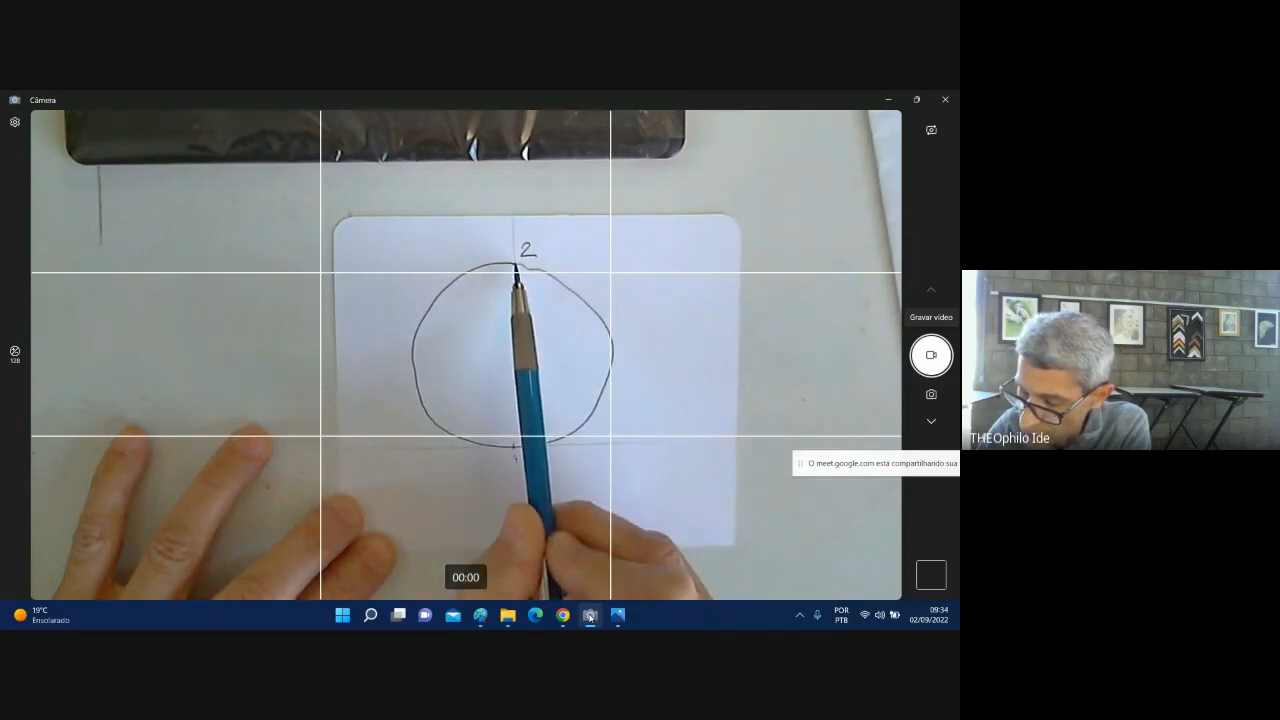 Câmera
2
Gravar vídeo
128
O meet.google.com está compartilhando sua
THEOphilo Ide
00:00
19°C
Ensolarado
POR
PTB
09:34
02/09/2022